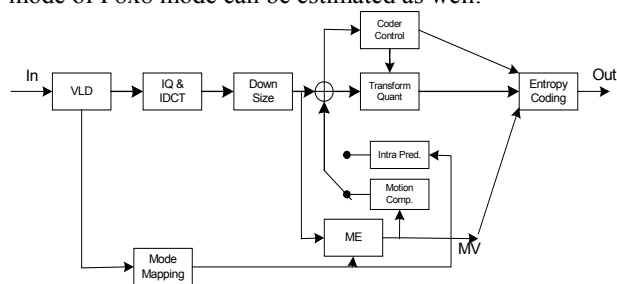 mode of P8x8 mode can be estimated as well.
Coder
Control
In
Out
VLD
IQ &
IDCT
Down
Size
Transform
Quant
Entropy
Coding
Intra Pred.
Motion
Comp.
ME
MV
Mode
Mapping